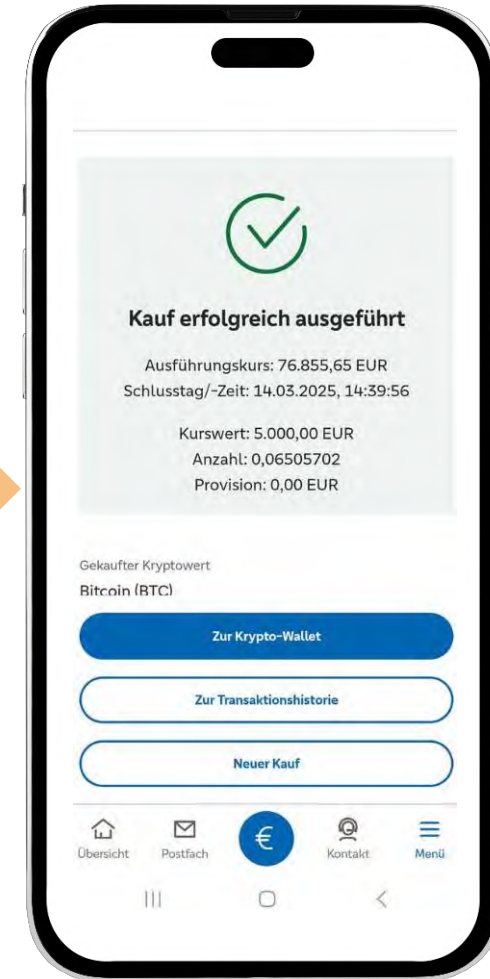 Kauf erfolgreich ausgeführt
Ausführungskurs: 76.855,65 EUR
Schlusstag/-Zeit: 14.03.2025, 14:39:56
Kurswert: 5.000,00 EUR
Anzahl: 0,06505702
Provision: 0,00 EUR
Gekaufter Kryptowert
Bitcoin (BTC)
Zur Krypto-Wallet
Zur Transaktionshistorie
Neuer Kauf
€
Übersicht Postfach Kontakt Menü